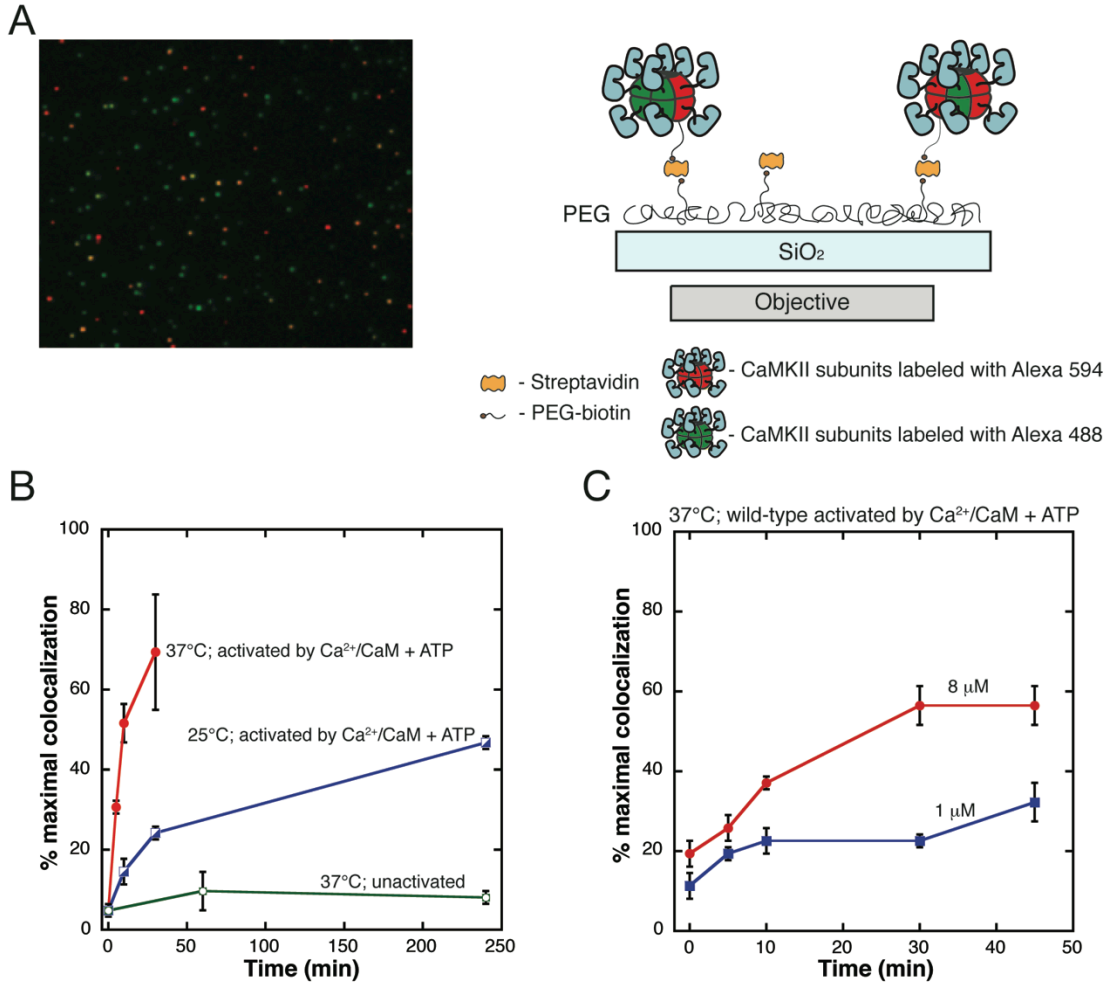 A
PEG
SiO₂
Objective
- Streptavidin
- PEG-biotin
- CaMKII subunits labeled with Alexa 594
- CaMKII subunits labeled with Alexa 488
B
100
80
60
40
20
0
% maximal colocalization
37°C; activated by Ca²⁺/CaM + ATP
25°C; activated by Ca²⁺/CaM + ATP
37°C; unactivated
0 50 100 150 200 250
Time (min)
C
37°C; wild-type activated by Ca²⁺/CaM + ATP
100
80
60
40
20
0
% maximal colocalization
8 µM
1 µM
0 10 20 30 40 50
Time (min)